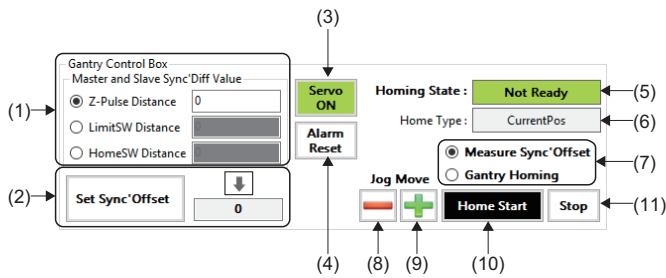 (3)
Gantry Control Box
Master and Slave Sync'Diff Value
(1)
Z-Pulse Distance 0
LimitSW Distance 0
HomeSW Distance 0
Servo ON
Alarm Reset
Homing State : Not Ready (5)
Home Type : CurrentPos (6)
Measure Sync'Offset
Gantry Homing
(7)
(2)
Set Sync'Offset
0
Jog Move
Home Start
Stop
(11)
(4)
(8)
(9)
(10)